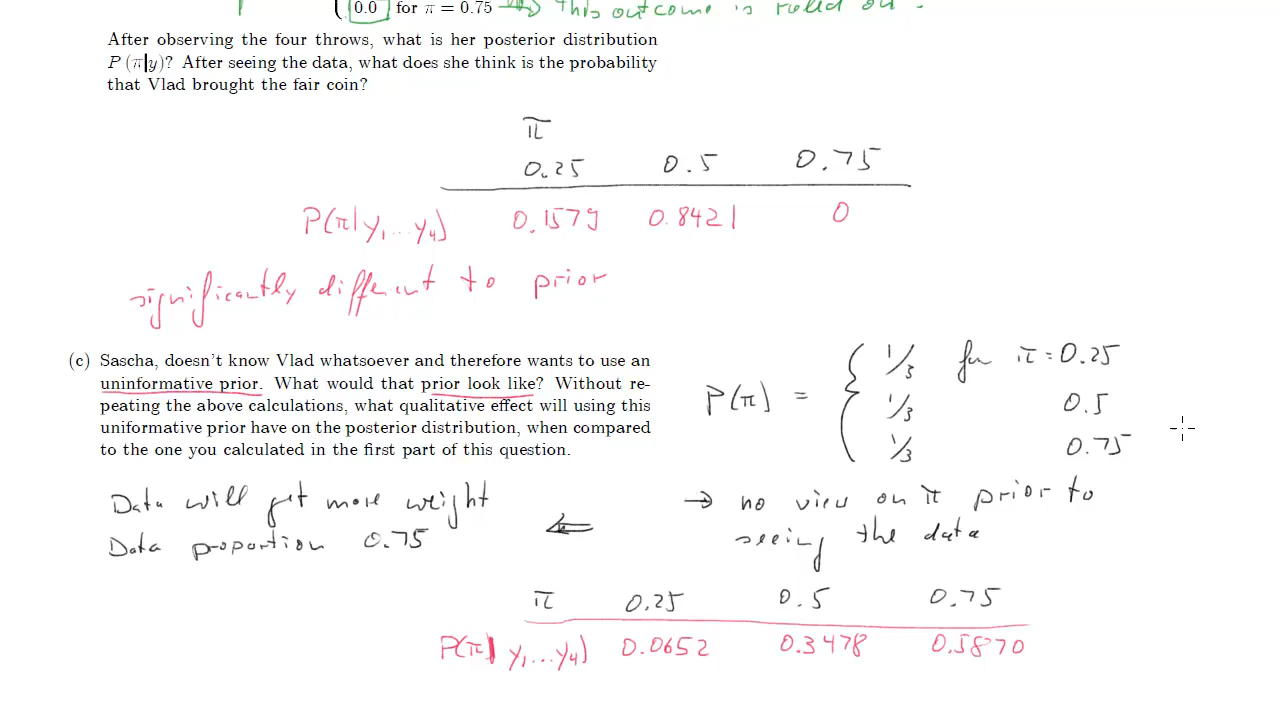 0.0 for π = 0.75 → This outcome is ruled out.
After observing the four throws, what is her posterior distribution
P (π|y)? After seeing the data, what does she think is the probability
that Vlad brought the fair coin?
π
0.25 0.5 0.75
P(π|y₁...y₄) 0.1579 0.8421 0
significantly different to prior
(c) Sascha, doesn't know Vlad whatsoever and therefore wants to use an
uninformative prior. What would that prior look like? Without re-
peating the above calculations, what qualitative effect will using this
uniformative prior have on the posterior distribution, when compared
to the one you calculated in the first part of this question.
P(π) = { 1/3 for π = 0.25
1/3 0.5
1/3 0.75
→ no view on π prior to
seeing the data
Data will get more weight ⇐
Data proportion 0.75
π 0.25 0.5 0.75
P(π| y₁...y₄) 0.0652 0.3478 0.5870